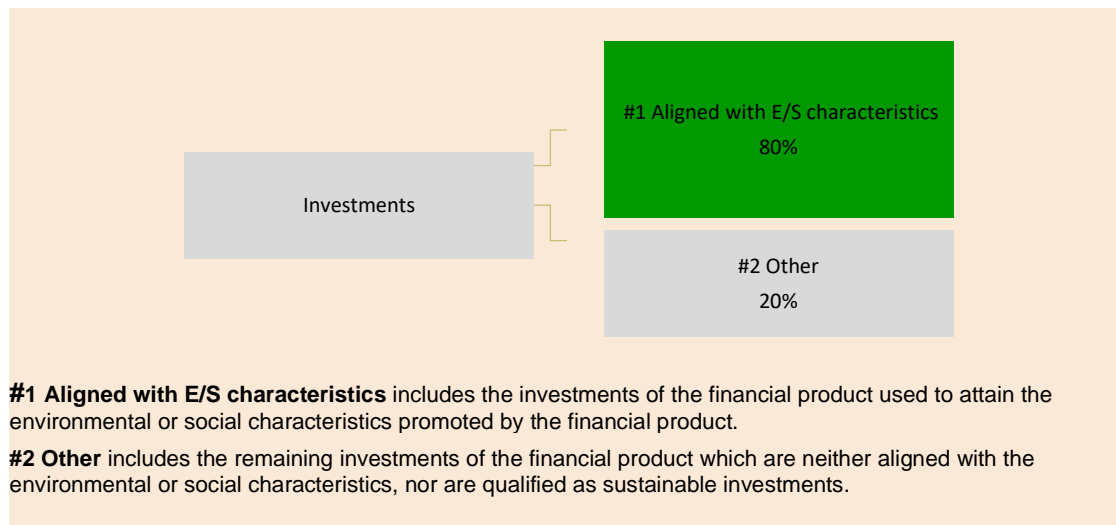 #1 Aligned with E/S characteristics
80%
Investments
#2 Other
20%
#1 Aligned with E/S characteristics includes the investments of the financial product used to attain the
environmental or social characteristics promoted by the financial product.
#2 Other includes the remaining investments of the financial product which are neither aligned with the
environmental or social characteristics, nor are qualified as sustainable investments.